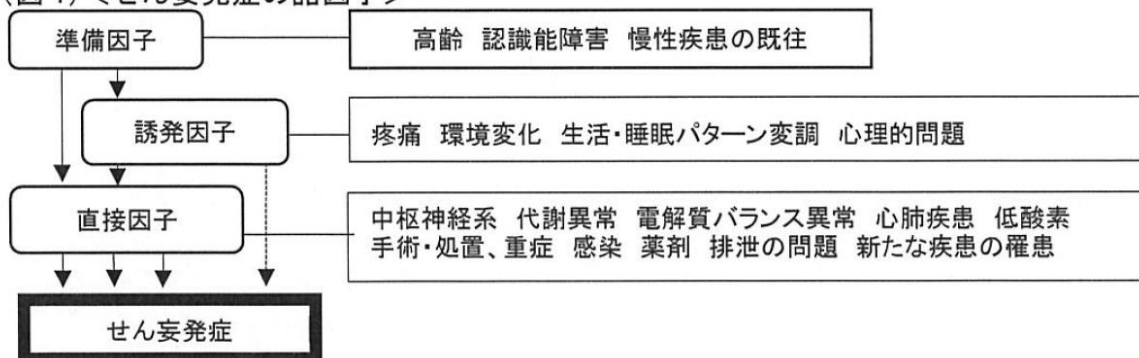 準備因子
高齢 認識能障害 慢性疾患の既往
誘発因子
疼痛 環境変化 生活・睡眠パターン変調 心理的問題
直接因子
中枢神経系 代謝異常 電解質バランス異常 心肺疾患 低酸素
手術・処置、重症 感染 薬剤 排泄の問題 新たな疾患の罹患
せん妄発症